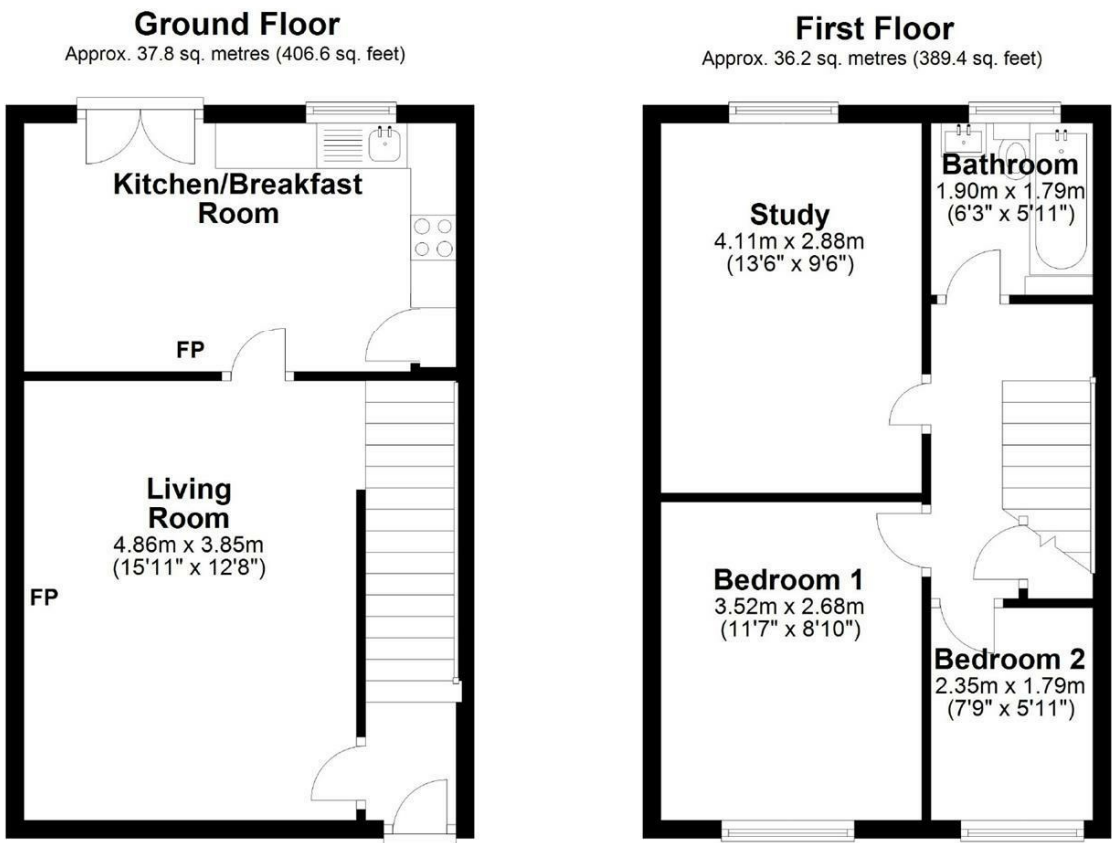 Ground Floor
Approx. 37.8 sq. metres (406.6 sq. feet)
Kitchen/Breakfast
Room
FP
Living
Room
4.86m x 3.85m
(15'11" x 12'8")
FP
First Floor
Approx. 36.2 sq. metres (389.4 sq. feet)
Bathroom
1.90m x 1.79m
(6'3" x 5'11")
Study
4.11m x 2.88m
(13'6" x 9'6")
Bedroom 1
3.52m x 2.68m
(11'7" x 8'10")
Bedroom 2
2.35m x 1.79m
(7'9" x 5'11")